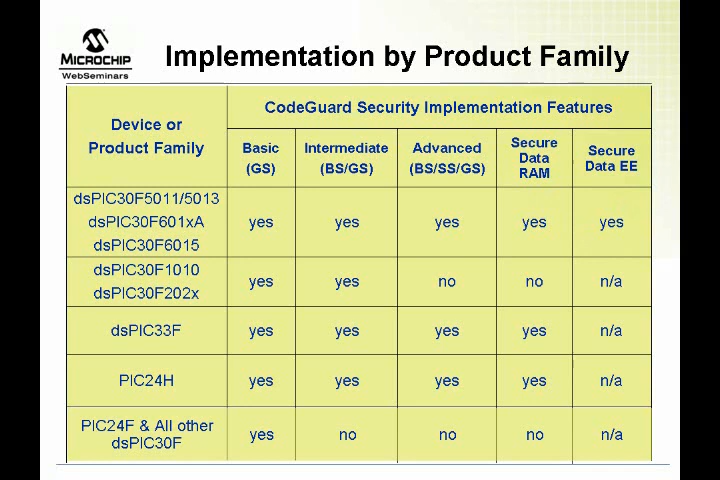 MICROCHIP
WebSeminars
Implementation by Product Family
Device or
Product Family
CodeGuard Security Implementation Features
Basic
(GS)
Intermediate
(BS/GS)
Advanced
(BS/SS/GS)
Secure
Data
RAM
Secure
Data EE
dsPIC30F5011/5013
dsPIC30F601xA
dsPIC30F6015
yes
yes
yes
yes
yes
dsPIC30F1010
dsPIC30F202x
yes
yes
no
no
n/a
dsPIC33F
yes
yes
yes
yes
n/a
PIC24H
yes
yes
yes
yes
n/a
PIC24F & All other
dsPIC30F
yes
no
no
no
n/a